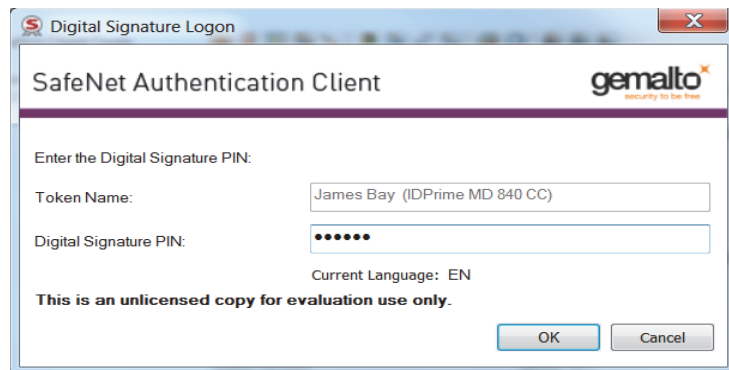 Digital Signature Logon
SafeNet Authentication Client
gemalto
security to be free
Enter the Digital Signature PIN:
Token Name: James Bay (IDPrime MD 840 CC)
Digital Signature PIN: ●●●●●●
Current Language: EN
This is an unlicensed copy for evaluation use only.
OK Cancel